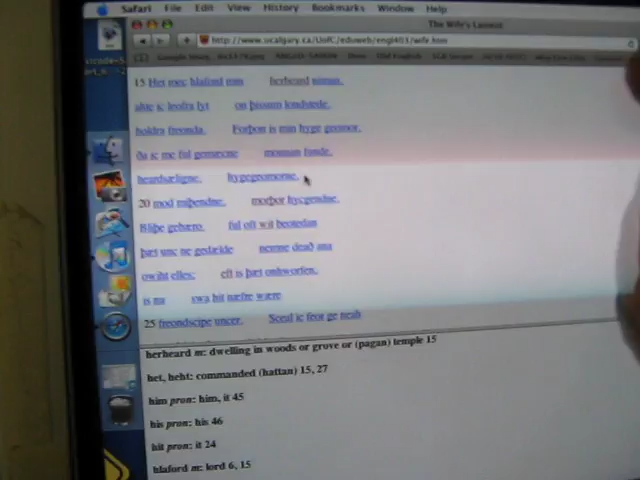 Safari File Edit View History Bookmarks Window Help
The Wife's Lament
http://www.ucalgary.ca/UofC/eduweb/engl401/wife.htm
15 Het mec hlaford min herheard niman,
ahte ic leofra lyt on þissum londstede,
holdra freonda. Forþon is min hyge geomor,
ða ic me ful gemæcne monnan funde,
heardsæligne, hygegeomorne,
20 mod miþendne, morþor hycgendne.
Bliþe gebæro, ful oft wit beotedan
þæt unc ne gedælde nemne deað ana
owiht elles; eft is þæt onhworfen,
is nu swa hit næfre wære
25 freondscipe uncer. Sceal ic feor ge neah
herheard m: dwelling in woods or grove or (pagan) temple 15
het, heht: commanded (hattan) 15, 27
him pron: him, it 45
his pron: his 46
hit pron: it 24
hlaford m: lord 6, 15